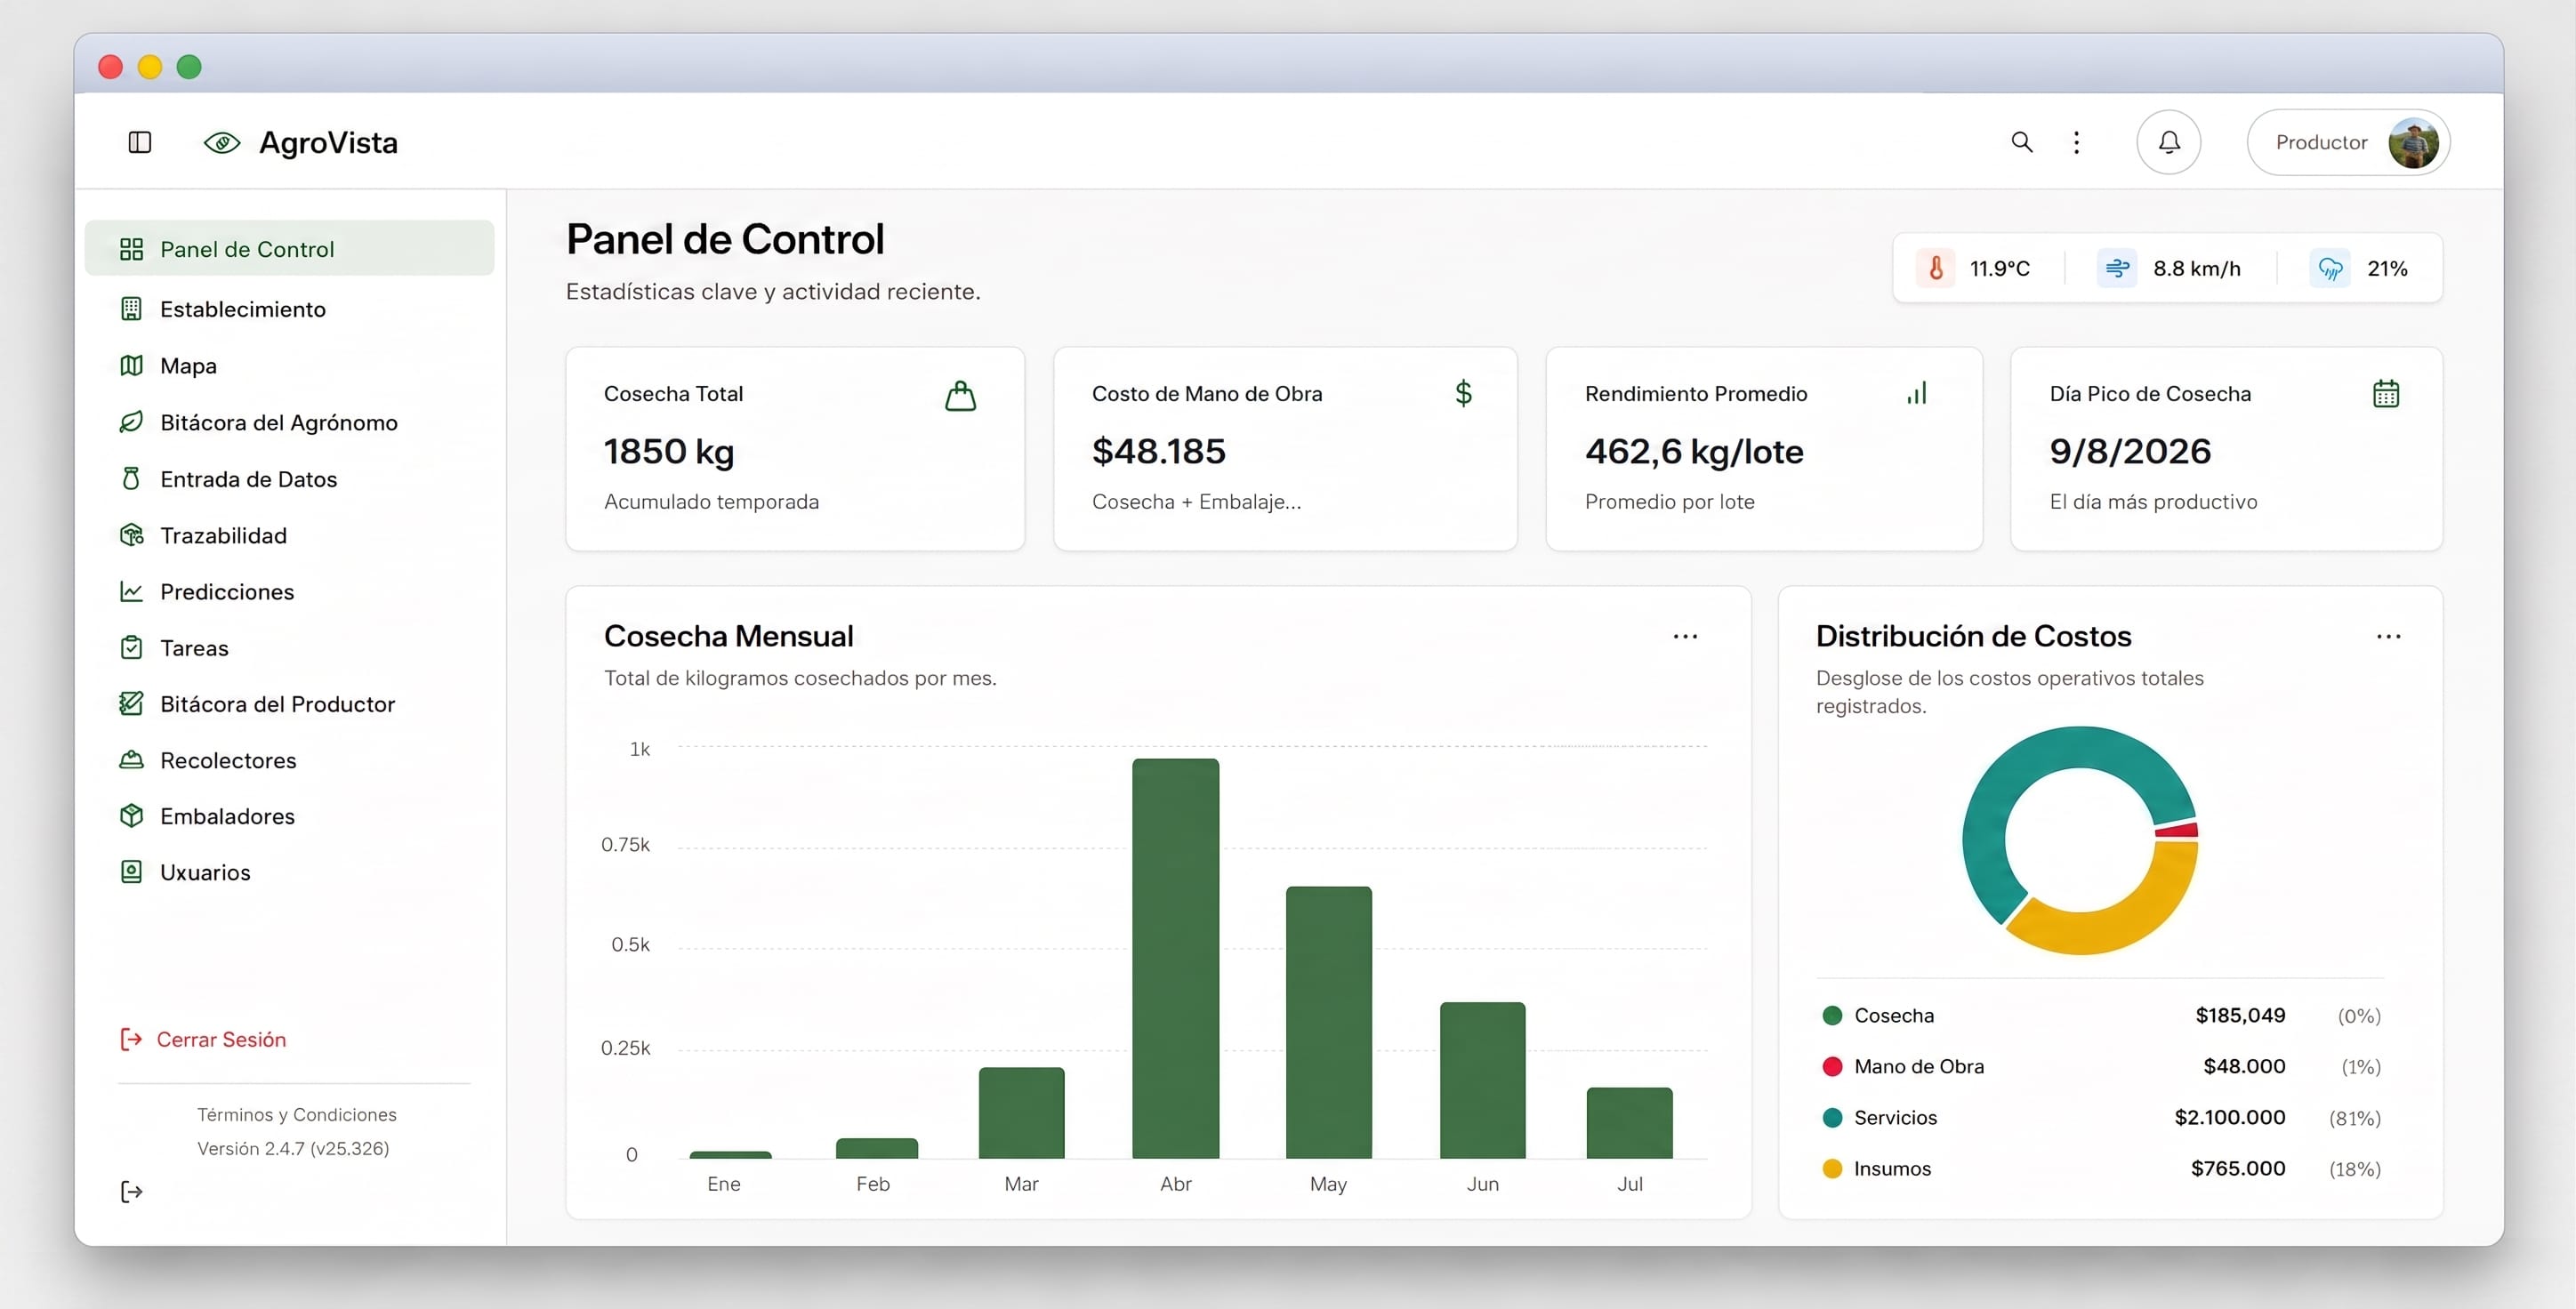 AgroVista
Productor
Panel de Control
Establecimiento
Mapa
Bitácora del Agrónomo
Entrada de Datos
Trazabilidad
Predicciones
Tareas
Bitácora del Productor
Recolectores
Embaladores
Uxuarios
Cerrar Sesión
Términos y Condiciones
Versión 2.4.7 (v25.326)
Panel de Control
Estadísticas clave y actividad reciente.
11.9°C
8.8 km/h
21%
Cosecha Total
1850 kg
Acumulado temporada
Costo de Mano de Obra
$
$48.185
Cosecha + Embalaje...
Rendimiento Promedio
462,6 kg/lote
Promedio por lote
Día Pico de Cosecha
9/8/2026
El día más productivo
Cosecha Mensual
Total de kilogramos cosechados por mes.
1k
0.75k
0.5k
0.25k
0
Ene Feb Mar Abr May Jun Jul
Distribución de Costos
Desglose de los costos operativos totales
registrados.
Cosecha $185,049 (0%)
Mano de Obra $48.000 (1%)
Servicios $2.100.000 (81%)
Insumos $765.000 (18%)